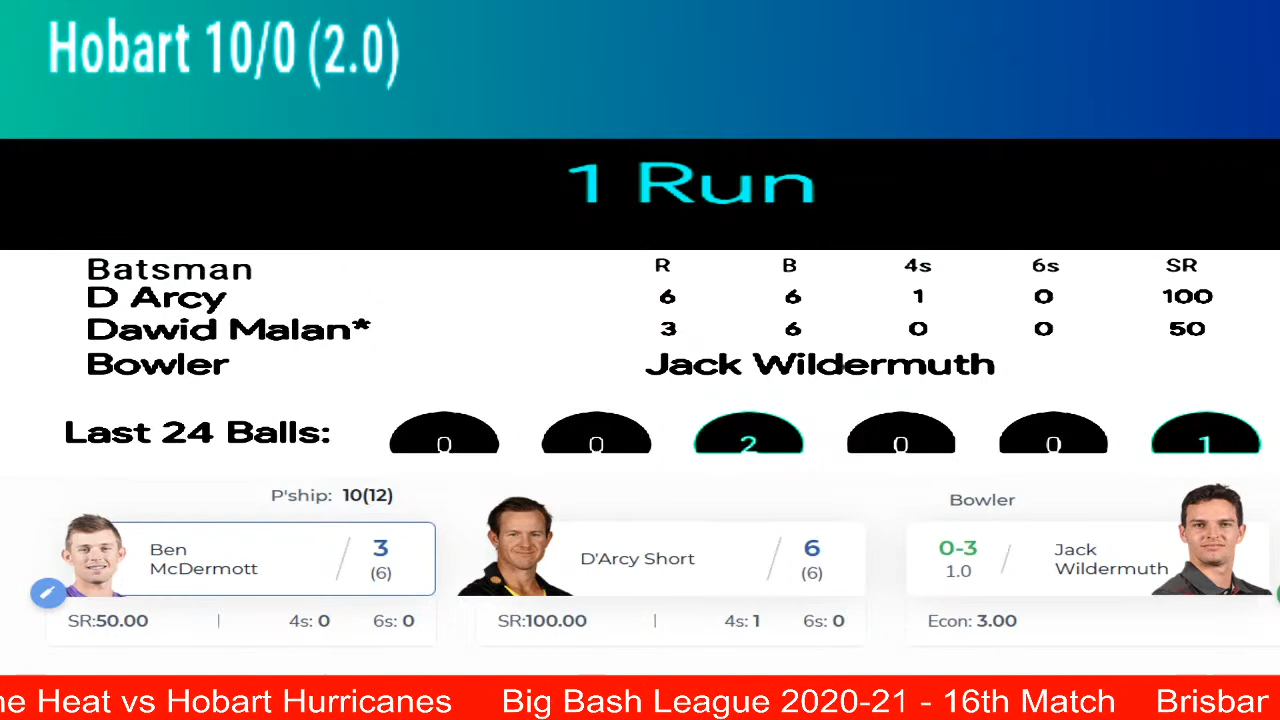 Hobart 10/0 (2.0)
1 Run
Batsman R B 4s 6s SR
D Arcy 6 6 1 0 100
Dawid Malan* 3 6 0 0 50
Bowler Jack Wildermuth
Last 24 Balls: 0 0 2 0 0 1
P'ship: 10(12) Bowler
Ben McDermott 3 (6)
D'Arcy Short 6 (6)
0-3 1.0 Jack Wildermuth
SR:50.00 | 4s: 0 6s: 0
SR:100.00 | 4s: 1 6s: 0
Econ: 3.00
ne Heat vs Hobart Hurricanes Big Bash League 2020-21 - 16th Match Brisbar